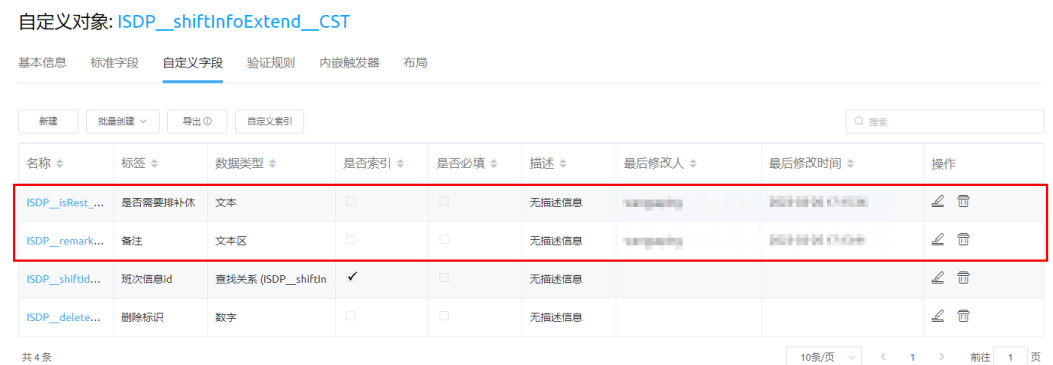 自定义对象: ISDP__shiftInfoExtend__CST
基本信息 标准字段 自定义字段 验证规则 内嵌触发器 布局
新建 批量创建 导出 自定义索引 搜索
名称 标签 数据类型 是否索引 是否必填 描述 最后修改人 最后修改时间 操作
ISDP__isRest_... 是否需要排补休 文本 无描述信息
ISDP__remark... 备注 文本区 无描述信息
ISDP__shiftId... 班次信息id 查找关系 (ISDP__shiftIn 无描述信息
ISDP__delete... 删除标识 数字 无描述信息
共 4 条 10条/页 1 前往 1 页